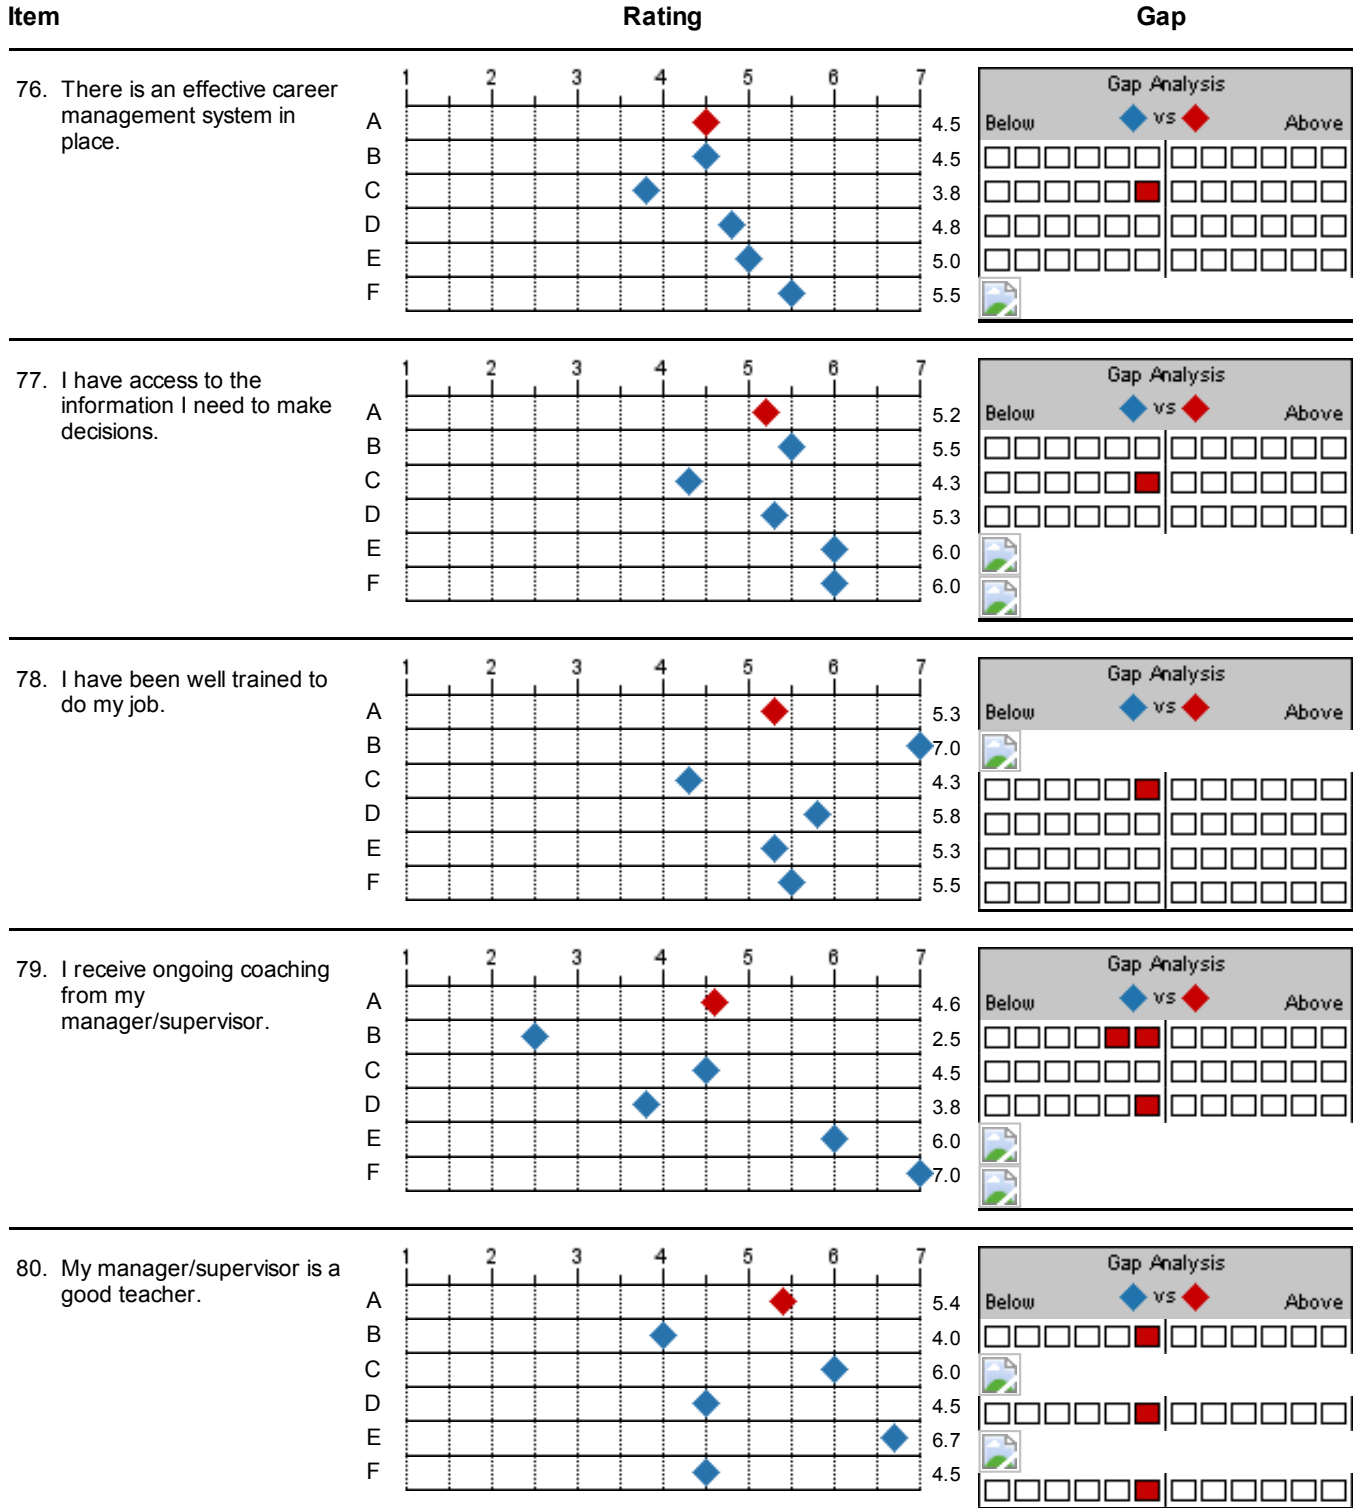 Item Rating Gap
76. There is an effective career
management system in
place.
1 2 3 4 5 6 7
A 4.5
B 4.5
C 3.8
D 4.8
E 5.0
F 5.5
Gap Analysis
Below vs Above
77. I have access to the
information I need to make
decisions.
1 2 3 4 5 6 7
A 5.2
B 5.5
C 4.3
D 5.3
E 6.0
F 6.0
Gap Analysis
Below vs Above
78. I have been well trained to
do my job.
1 2 3 4 5 6 7
A 5.3
B 7.0
C 4.3
D 5.8
E 5.3
F 5.5
Gap Analysis
Below vs Above
79. I receive ongoing coaching
from my
manager/supervisor.
1 2 3 4 5 6 7
A 4.6
B 2.5
C 4.5
D 3.8
E 6.0
F 7.0
Gap Analysis
Below vs Above
80. My manager/supervisor is a
good teacher.
1 2 3 4 5 6 7
A 5.4
B 4.0
C 6.0
D 4.5
E 6.7
F 4.5
Gap Analysis
Below vs Above